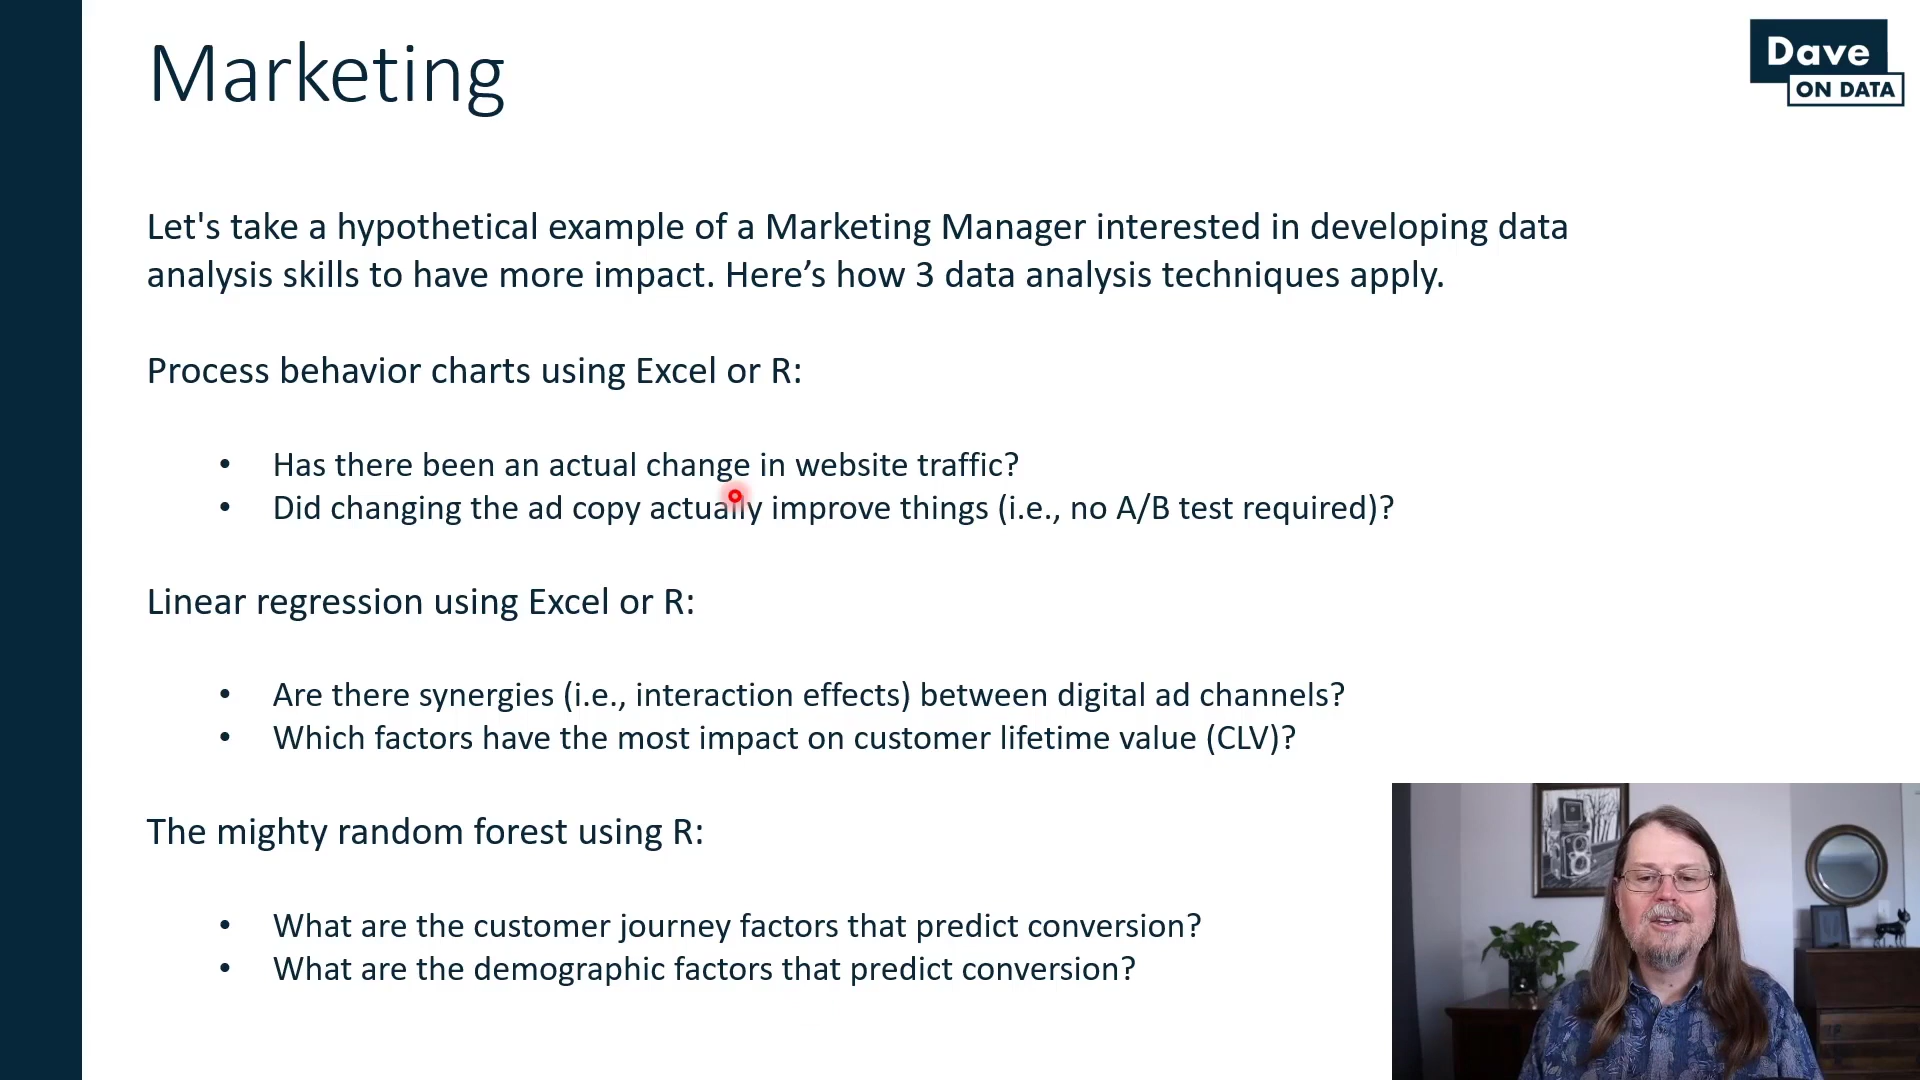 Marketing
Dave
ON DATA
Let's take a hypothetical example of a Marketing Manager interested in developing data
analysis skills to have more impact. Here’s how 3 data analysis techniques apply.
Process behavior charts using Excel or R:
• Has there been an actual change in website traffic?
• Did changing the ad copy actually improve things (i.e., no A/B test required)?
Linear regression using Excel or R:
• Are there synergies (i.e., interaction effects) between digital ad channels?
• Which factors have the most impact on customer lifetime value (CLV)?
The mighty random forest using R:
• What are the customer journey factors that predict conversion?
• What are the demographic factors that predict conversion?